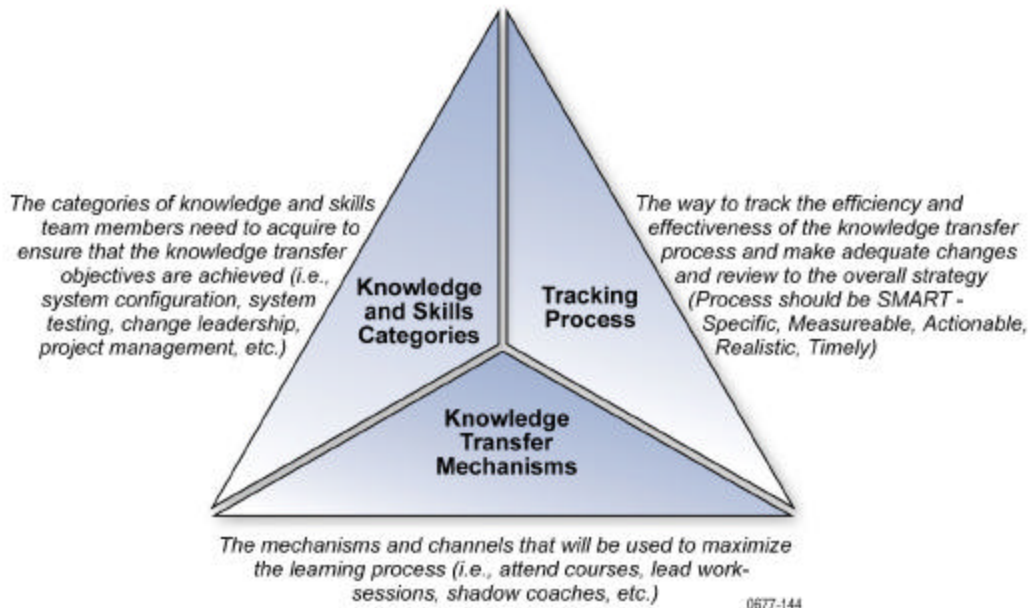 The categories of knowledge and skills
team members need to acquire to
ensure that the knowledge transfer
objectives are achieved (i.e.,
system configuration, system
testing, change leadership,
project management, etc.)
Knowledge
and Skills
Categories
Tracking
Process
The way to track the efficiency and
effectiveness of the knowledge transfer
process and make adequate changes
and review to the overall strategy
(Process should be SMART -
Specific, Measureable, Actionable,
Realistic, Timely)
Knowledge
Transfer
Mechanisms
The mechanisms and channels that will be used to maximize
the learning process (i.e., attend courses, lead work-
sessions, shadow coaches, etc.)
0677-144